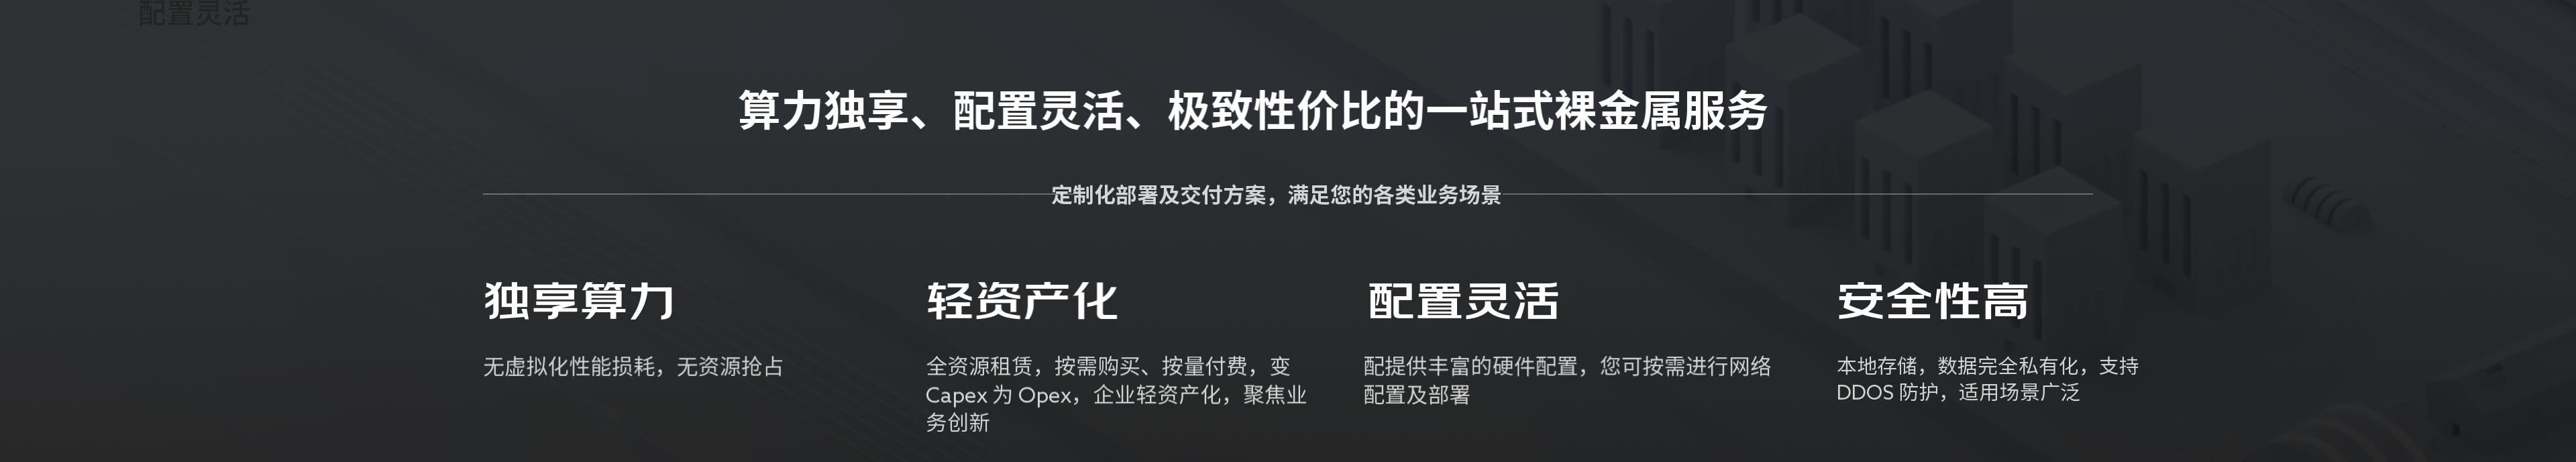 配置灵活
算力独享、配置灵活、极致性价比的一站式裸金属服务
定制化部署及交付方案，满足您的各类业务场景
独享算力
无虚拟化性能损耗，无资源抢占
轻资产化
全资源租赁，按需购买、按量付费，变
Capex 为 Opex，企业轻资产化，聚焦业
务创新
配置灵活
配提供丰富的硬件配置，您可按需进行网络
配置及部署
安全性高
本地存储，数据完全私有化，支持
DDOS 防护，适用场景广泛